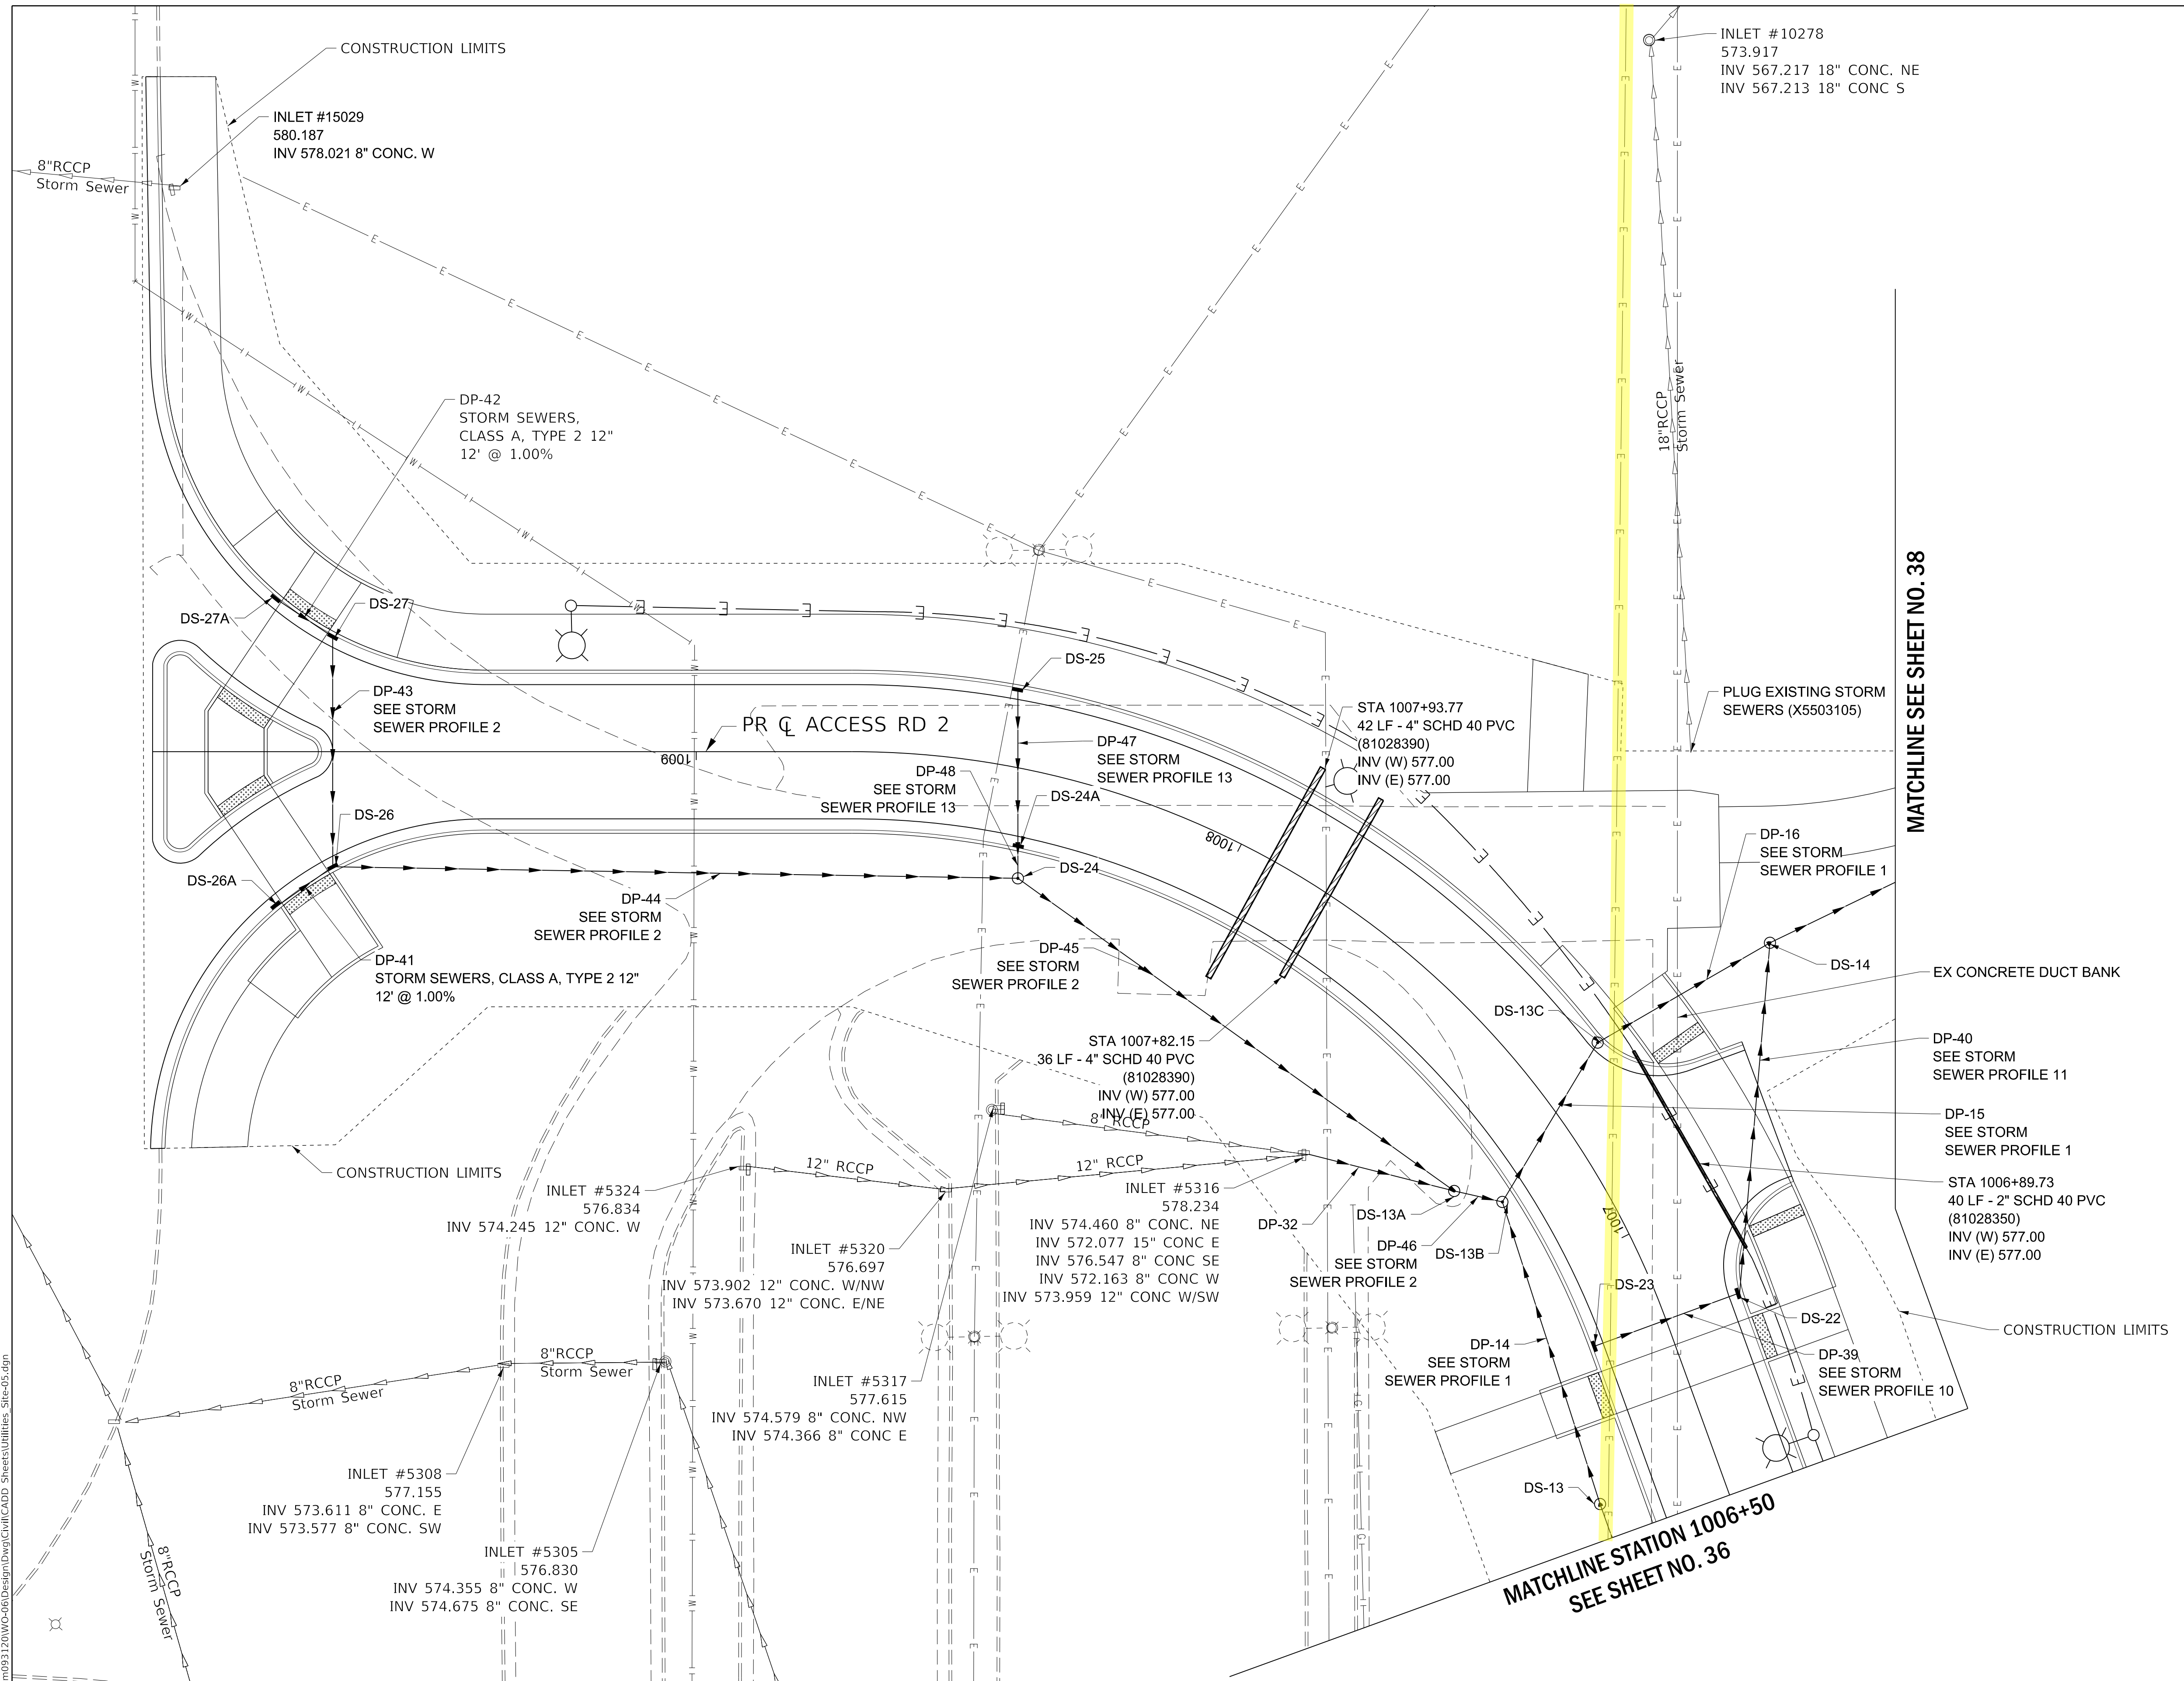 CONSTRUCTION LIMITS
INLET #15029
580.187
INV 578.021 8" CONC. W
8"RCCP
Storm Sewer
INLET #10278
573.917
INV 567.217 18" CONC. NE
INV 567.213 18" CONC S
DP-42
STORM SEWERS,
CLASS A, TYPE 2 12"
12' @ 1.00%
18"RCCP
Storm Sewer
MATCHLINE SEE SHEET NO. 38
DS-27A
DS-27
DP-43
SEE STORM
SEWER PROFILE 2
PR ℄ ACCESS RD 2
1009
DS-25
DP-47
SEE STORM
SEWER PROFILE 13
DP-48
SEE STORM
SEWER PROFILE 13
DS-24A
STA 1007+93.77
42 LF - 4" SCHD 40 PVC
(81028390)
INV (W) 577.00
INV (E) 577.00
PLUG EXISTING STORM
SEWERS (X5503105)
DS-26
DS-26A
DP-44
SEE STORM
SEWER PROFILE 2
DS-24
1008
DP-16
SEE STORM
SEWER PROFILE 1
DP-41
STORM SEWERS, CLASS A, TYPE 2 12"
12' @ 1.00%
DP-45
SEE STORM
SEWER PROFILE 2
DS-14
EX CONCRETE DUCT BANK
DS-13C
STA 1007+82.15
36 LF - 4" SCHD 40 PVC
(81028390)
INV (W) 577.00
INV (E) 577.00
8" RCCP
DP-40
SEE STORM
SEWER PROFILE 11
DP-15
SEE STORM
SEWER PROFILE 1
CONSTRUCTION LIMITS
12" RCCP
12" RCCP
STA 1006+89.73
40 LF - 2" SCHD 40 PVC
(81028350)
INV (W) 577.00
INV (E) 577.00
INLET #5324
576.834
INV 574.245 12" CONC. W
INLET #5320
576.697
INV 573.902 12" CONC. W/NW
INV 573.670 12" CONC. E/NE
INLET #5316
578.234
INV 574.460 8" CONC. NE
INV 572.077 15" CONC E
INV 576.547 8" CONC SE
INV 572.163 8" CONC W
INV 573.959 12" CONC W/SW
DP-32
DS-13A
DP-46
SEE STORM
SEWER PROFILE 2
DS-13B
1007
DS-23
DS-22
CONSTRUCTION LIMITS
DP-14
SEE STORM
SEWER PROFILE 1
DP-39
SEE STORM
SEWER PROFILE 10
8"RCCP
Storm Sewer
8"RCCP
Storm Sewer
INLET #5317
577.615
INV 574.579 8" CONC. NW
INV 574.366 8" CONC E
INLET #5308
577.155
INV 573.611 8" CONC. E
INV 573.577 8" CONC. SW
INLET #5305
576.830
INV 574.355 8" CONC. W
INV 574.675 8" CONC. SE
DS-13
MATCHLINE STATION 1006+50
SEE SHEET NO. 36
8"RCCP
Storm Sewer
m093120\WO-06\Design\Dwg\Civil\CADD Sheets\Utilities_Site-05.dgn